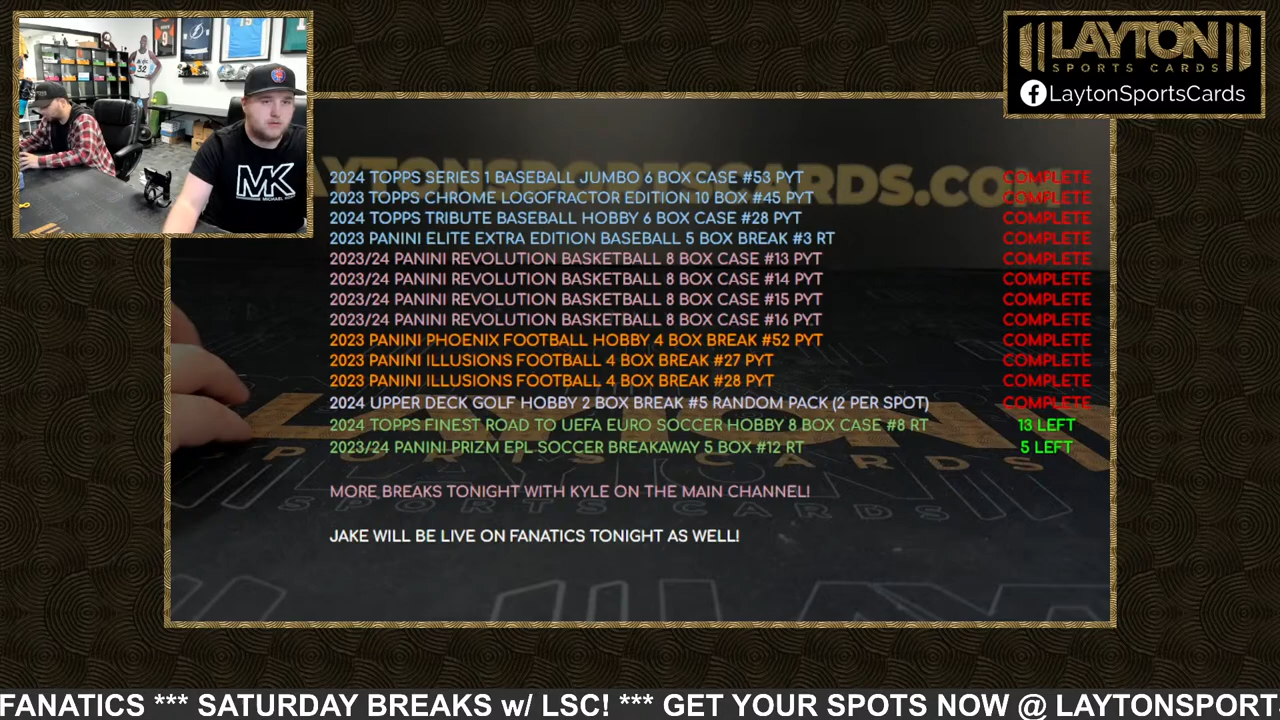 LAYTON
SPORTS CARDS
LaytonSportsCards
MK
MICHAEL KORS
LAYTONSPORTSCARDS.CO
2024 TOPPS SERIES 1 BASEBALL JUMBO 6 BOX CASE #53 PYT COMPLETE
2023 TOPPS CHROME LOGOFRACTOR EDITION 10 BOX #45 PYT COMPLETE
2024 TOPPS TRIBUTE BASEBALL HOBBY 6 BOX CASE #28 PYT COMPLETE
2023 PANINI ELITE EXTRA EDITION BASEBALL 5 BOX BREAK #3 RT COMPLETE
2023/24 PANINI REVOLUTION BASKETBALL 8 BOX CASE #13 PYT COMPLETE
2023/24 PANINI REVOLUTION BASKETBALL 8 BOX CASE #14 PYT COMPLETE
2023/24 PANINI REVOLUTION BASKETBALL 8 BOX CASE #15 PYT COMPLETE
2023/24 PANINI REVOLUTION BASKETBALL 8 BOX CASE #16 PYT COMPLETE
2023 PANINI PHOENIX FOOTBALL HOBBY 4 BOX BREAK #52 PYT COMPLETE
2023 PANINI ILLUSIONS FOOTBALL 4 BOX BREAK #27 PYT COMPLETE
2023 PANINI ILLUSIONS FOOTBALL 4 BOX BREAK #28 PYT COMPLETE
2024 UPPER DECK GOLF HOBBY 2 BOX BREAK #5 RANDOM PACK (2 PER SPOT) COMPLETE
2024 TOPPS FINEST ROAD TO UEFA EURO SOCCER HOBBY 8 BOX CASE #8 RT 13 LEFT
2023/24 PANINI PRIZM EPL SOCCER BREAKAWAY 5 BOX #12 RT 5 LEFT
MORE BREAKS TONIGHT WITH KYLE ON THE MAIN CHANNEL!
JAKE WILL BE LIVE ON FANATICS TONIGHT AS WELL!
FANATICS *** SATURDAY BREAKS w/ LSC! *** GET YOUR SPOTS NOW @ LAYTONSPORT